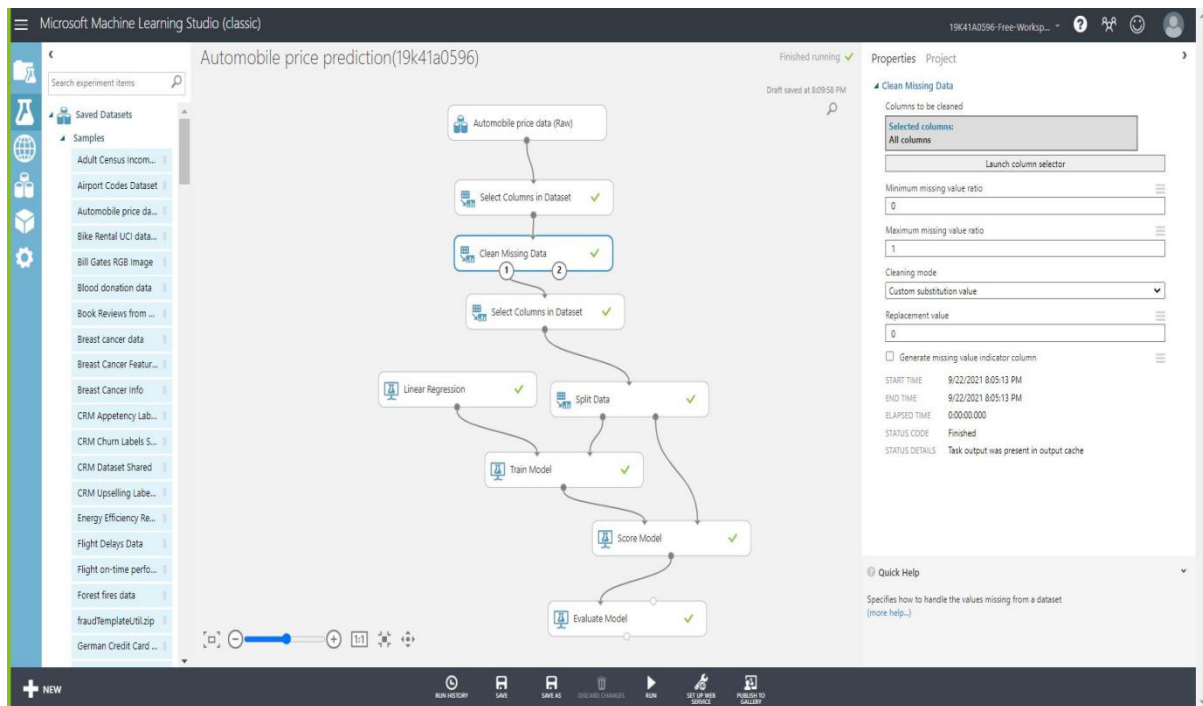 Microsoft Machine Learning Studio (classic)
19K41A0596-Free-Worksp...
Search experiment items
Saved Datasets
Samples
Adult Census Incom...
Airport Codes Dataset
Automobile price da...
Bike Rental UCI data...
Bill Gates RGB Image
Blood donation data
Book Reviews from ...
Breast cancer data
Breast Cancer Featur...
Breast Cancer Info
CRM Appetency Lab...
CRM Churn Labels S...
CRM Dataset Shared
CRM Upselling Labe...
Energy Efficiency Re...
Flight Delays Data
Flight on-time perfo...
Forest fires data
fraudTemplateUtil.zip
German Credit Card ...
Automobile price prediction(19k41a0596)
Finished running
Draft saved at 8:09:58 PM
Automobile price data (Raw)
Select Columns in Dataset
Clean Missing Data
1 2
Select Columns in Dataset
Linear Regression
Split Data
Train Model
Score Model
Evaluate Model
1:1
Properties Project
Clean Missing Data
Columns to be cleaned
Selected columns:
All columns
Launch column selector
Minimum missing value ratio
0
Maximum missing value ratio
1
Cleaning mode
Custom substitution value
Replacement value
0
Generate missing value indicator column
START TIME 9/22/2021 8:05:13 PM
END TIME 9/22/2021 8:05:13 PM
ELAPSED TIME 0:00:00.000
STATUS CODE Finished
STATUS DETAILS Task output was present in output cache
Quick Help
Specifies how to handle the values missing from a dataset
(more help...)
NEW
RUN HISTORY
SAVE
SAVE AS
DISCARD CHANGES
RUN
SET UP WEB
SERVICE
PUBLISH TO
GALLERY